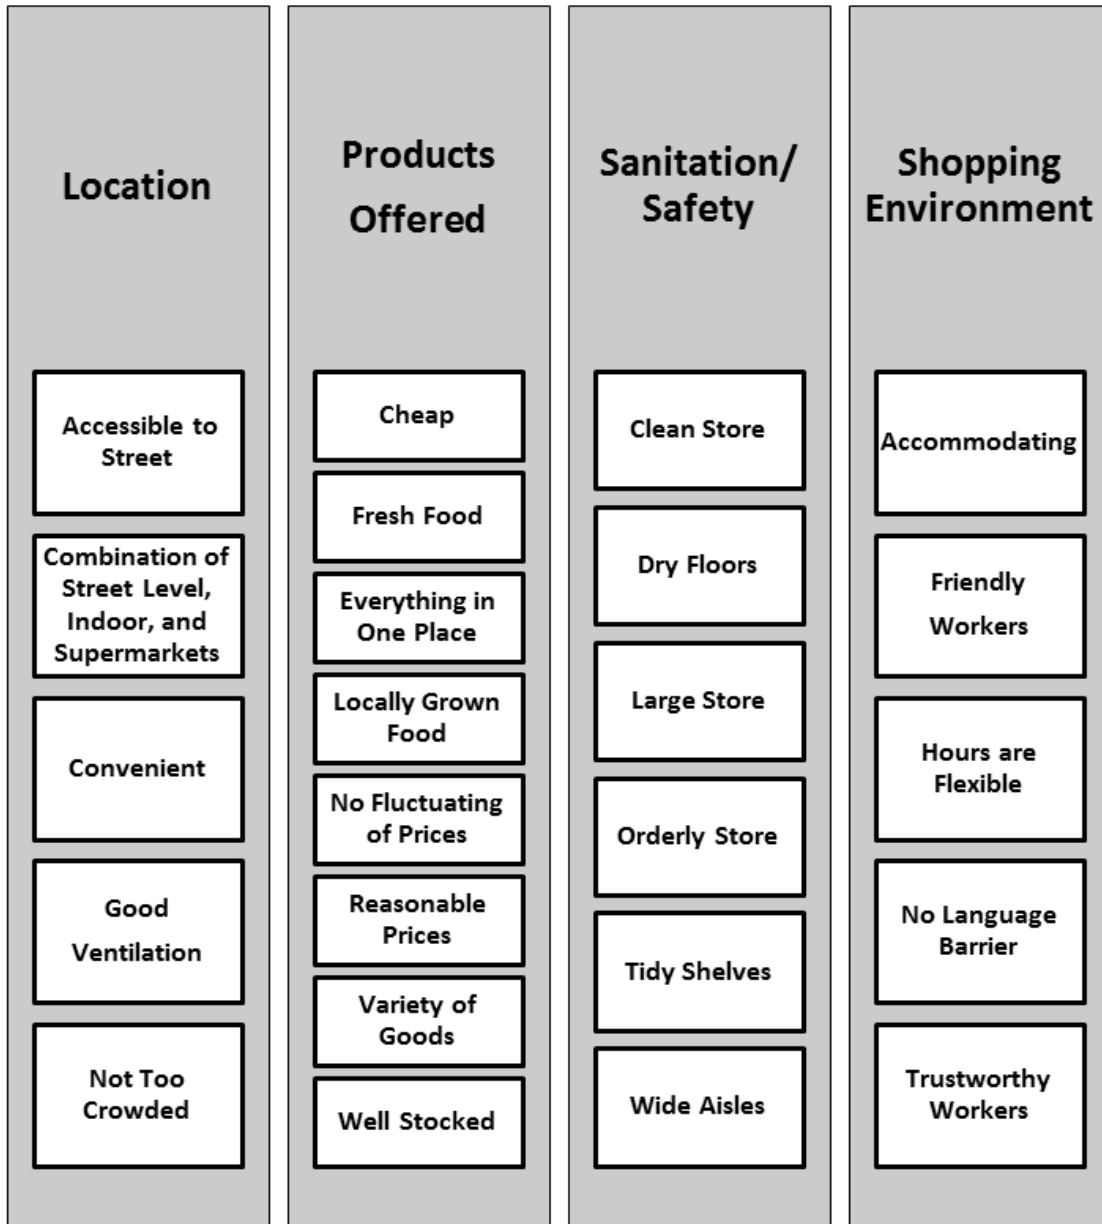 Location
Accessible to
Street
Combination of
Street Level,
Indoor, and
Supermarkets
Convenient
Good
Ventilation
Not Too
Crowded
Products
Offered
Cheap
Fresh Food
Everything in
One Place
Locally Grown
Food
No Fluctuating
of Prices
Reasonable
Prices
Variety of
Goods
Well Stocked
Sanitation/
Safety
Clean Store
Dry Floors
Large Store
Orderly Store
Tidy Shelves
Wide Aisles
Shopping
Environment
Accommodating
Friendly
Workers
Hours are
Flexible
No Language
Barrier
Trustworthy
Workers